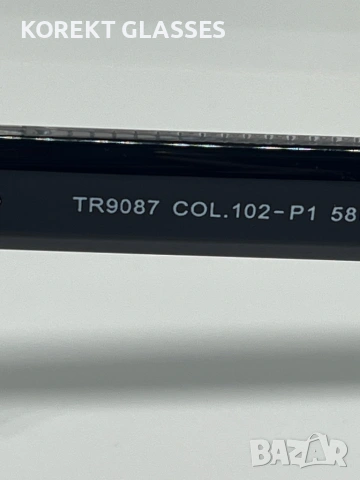 KOREKT GLASSES
TR9087 COL.102-P1 58
BAZAR